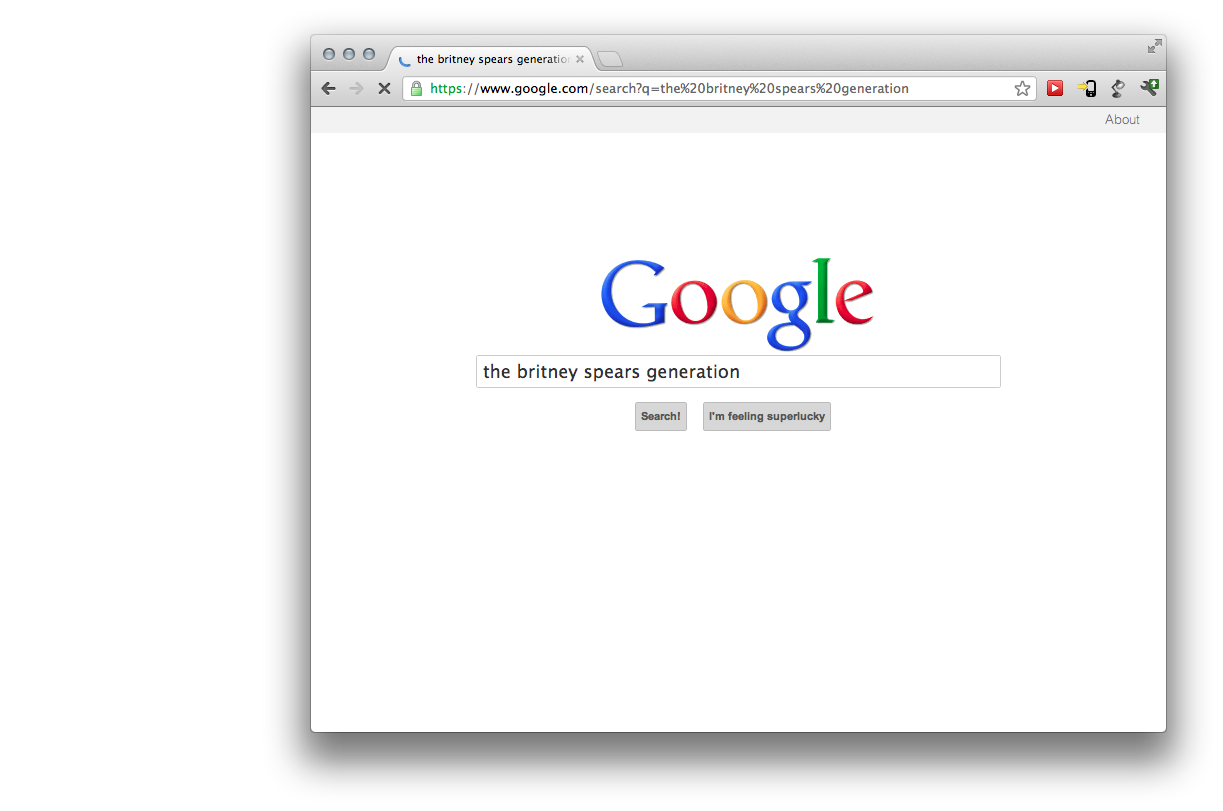 the britney spears generation
https://www.google.com/search?q=the%20britney%20spears%20generation
About
Google
the britney spears generation
Search!
I'm feeling superlucky